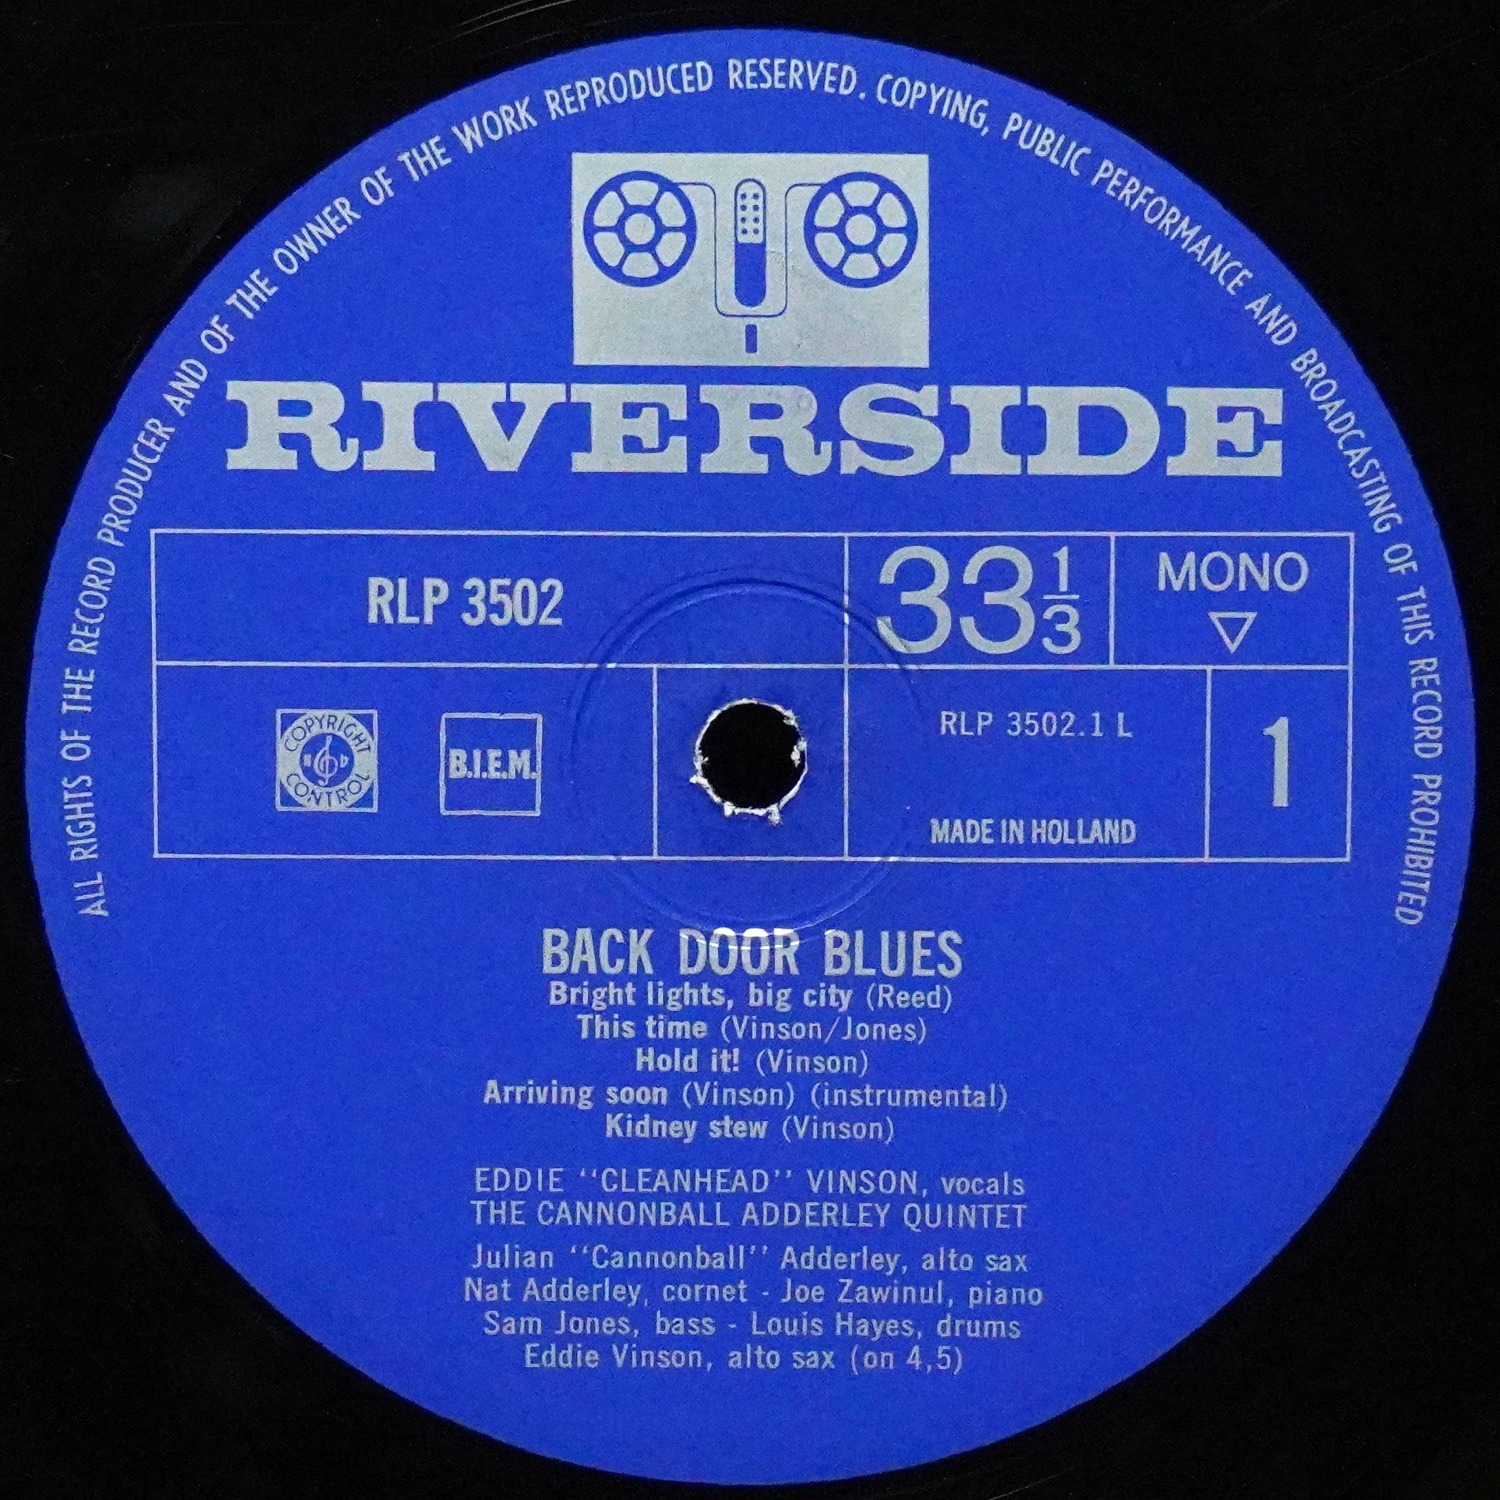 ALL RIGHTS OF THE RECORD PRODUCER AND OF THE OWNER OF THE WORK REPRODUCED RESERVED. COPYING, PUBLIC PERFORMANCE AND BROADCASTING OF THIS RECORD PROHIBITED
RIVERSIDE
RLP 3502
33 1/3
MONO
COPYRIGHT
CONTROL
B.I.E.M.
RLP 3502.1 L
MADE IN HOLLAND
1
BACK DOOR BLUES
Bright lights, big city (Reed)
This time (Vinson/Jones)
Hold it! (Vinson)
Arriving soon (Vinson) (instrumental)
Kidney stew (Vinson)
EDDIE ‘‘CLEANHEAD’’ VINSON, vocals
THE CANNONBALL ADDERLEY QUINTET
Julian ‘‘Cannonball’’ Adderley, alto sax
Nat Adderley, cornet - Joe Zawinul, piano
Sam Jones, bass - Louis Hayes, drums
Eddie Vinson, alto sax (on 4,5)